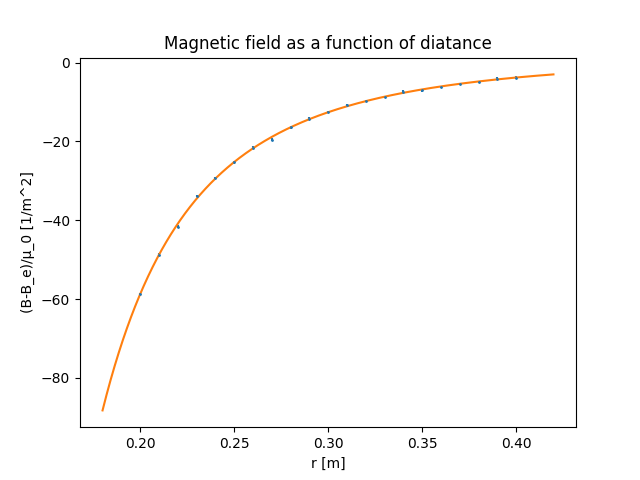 Magnetic field as a function of diatance
0
−20
−40
−60
−80
(B-B_e)/μ_0 [1/m^2]
0.20 0.25 0.30 0.35 0.40
r [m]